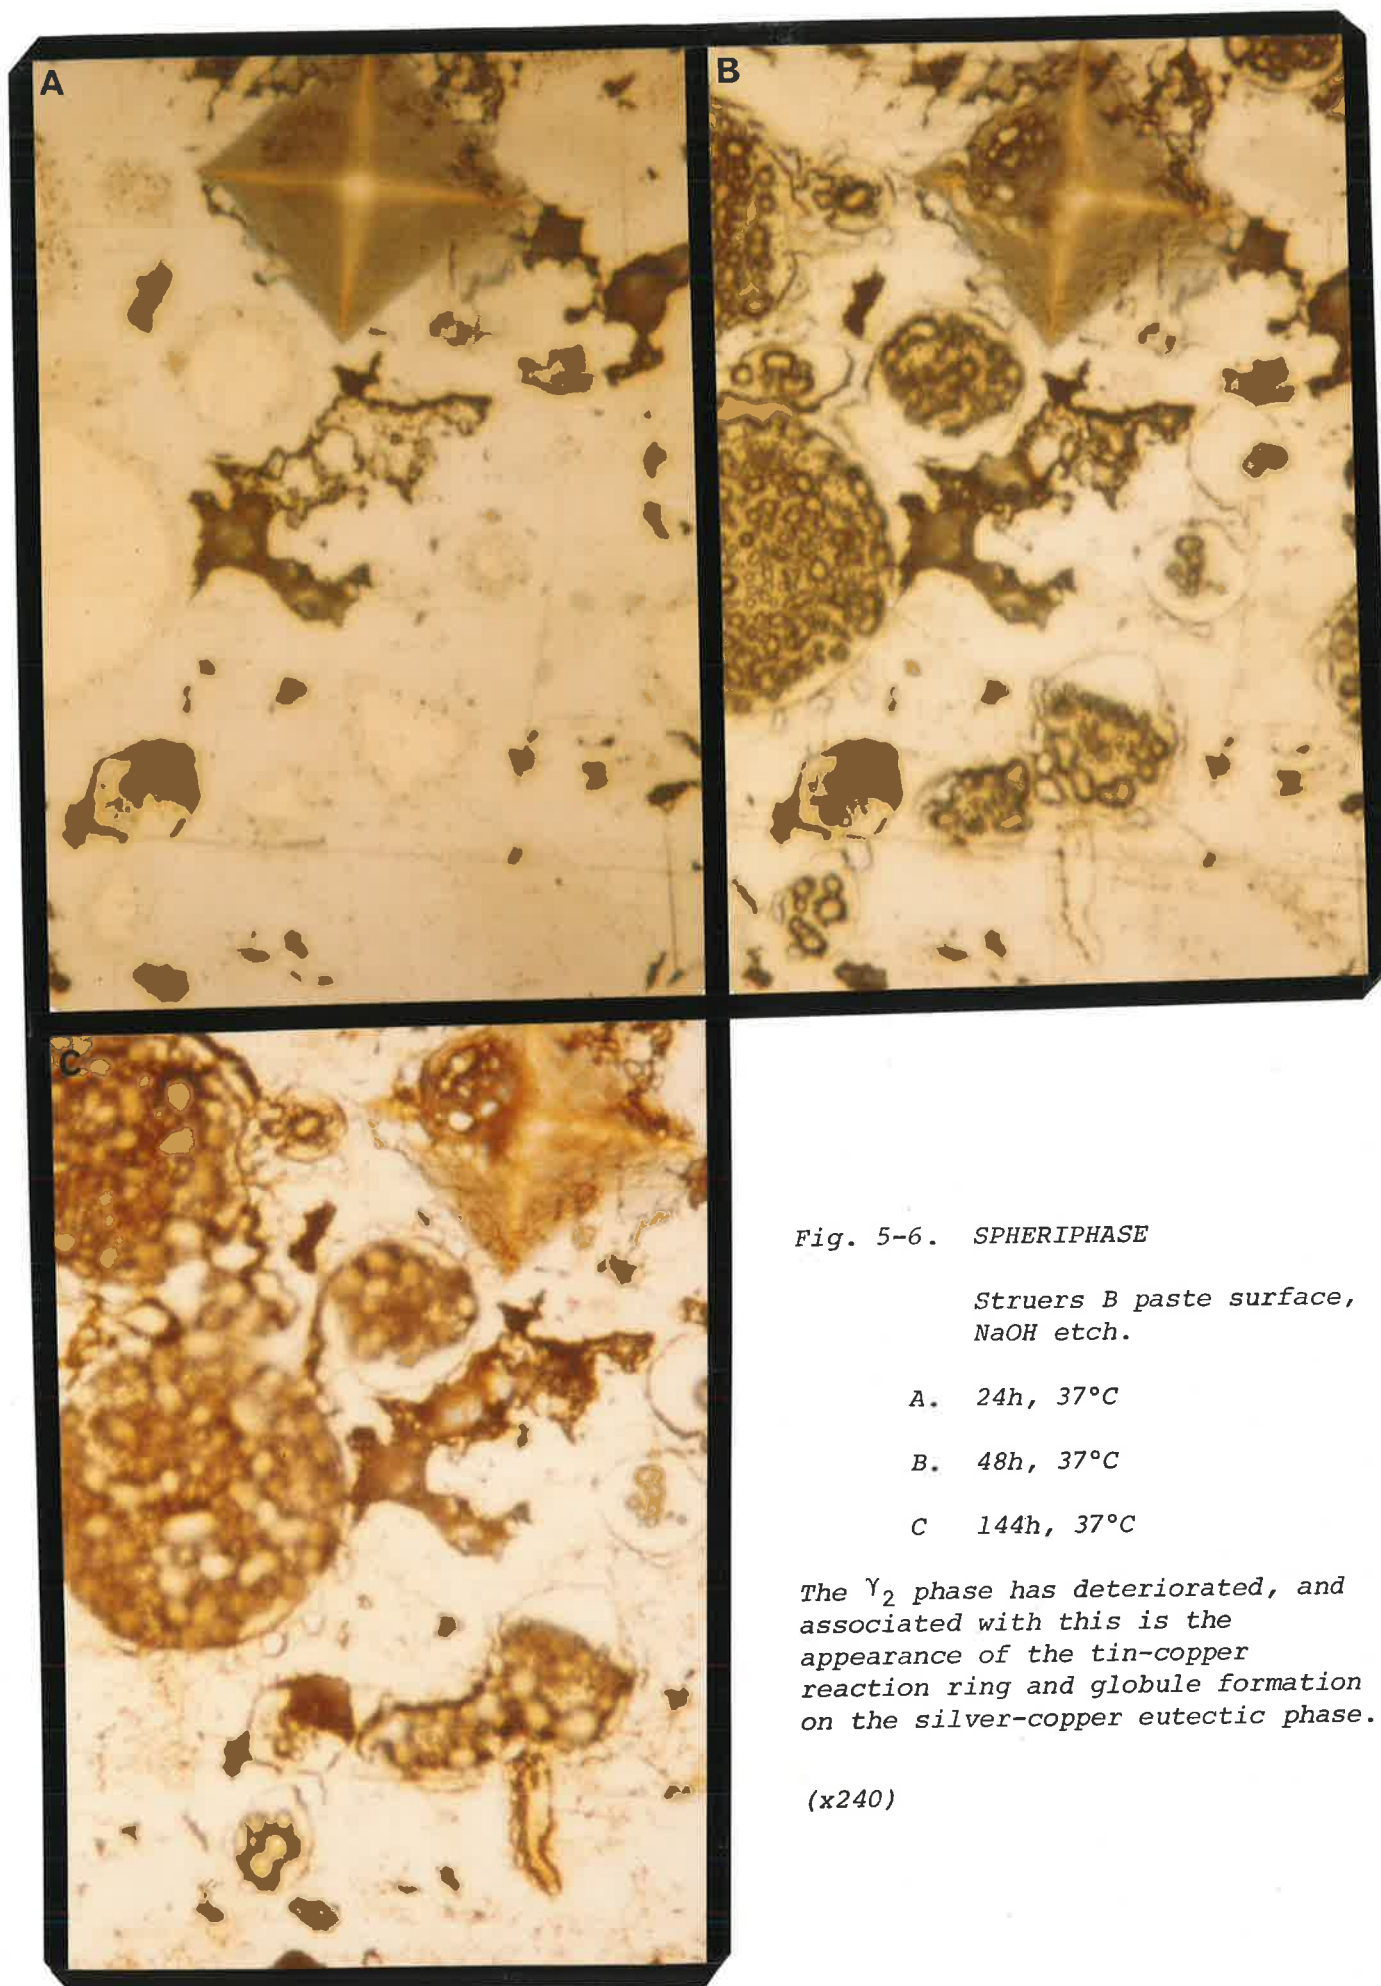 A
B
C
Fig. 5-6. SPHERIPHASE
Struers B paste surface,
NaOH etch.
A. 24h, 37°C
B. 48h, 37°C
C 144h, 37°C
The γ2 phase has deteriorated, and
associated with this is the
appearance of the tin-copper
reaction ring and globule formation
on the silver-copper eutectic phase.
(x240)